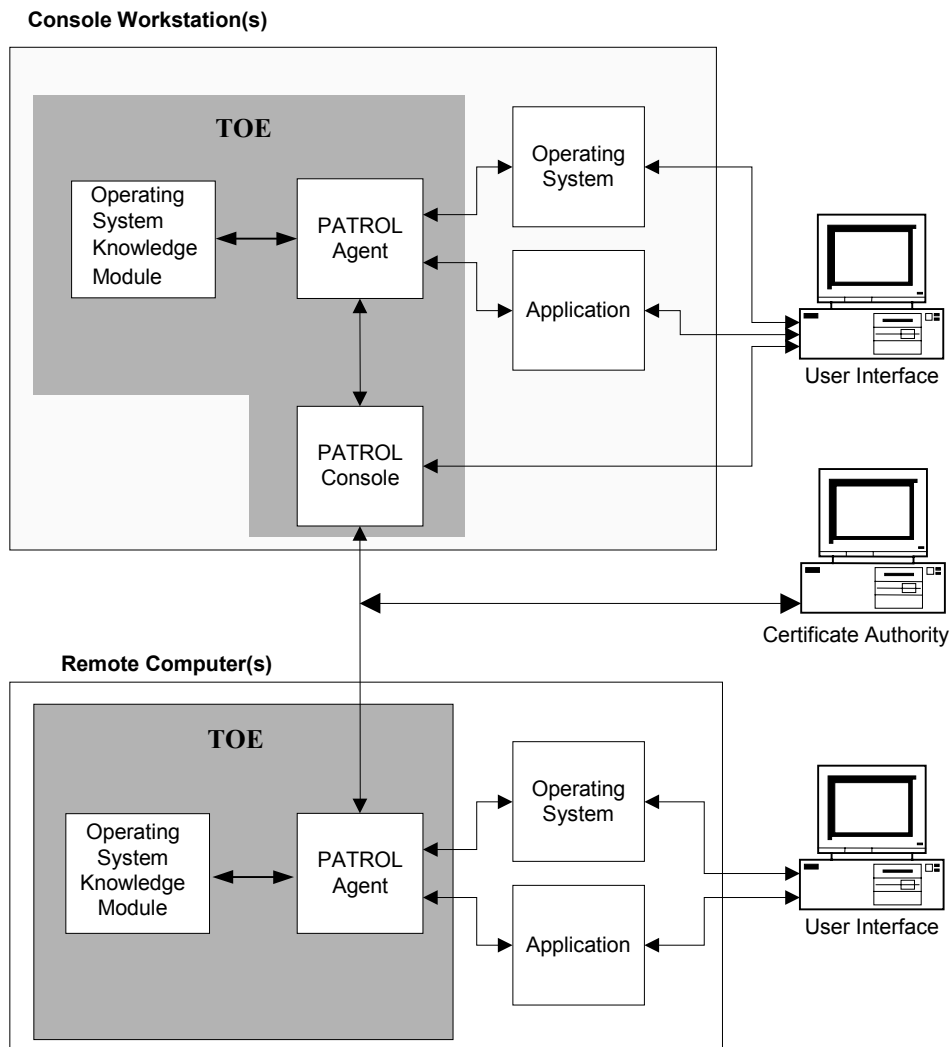 Console Workstation(s)
TOE
Operating
System
Knowledge
Module
PATROL
Agent
Operating
System
Application
User Interface
PATROL
Console
Certificate Authority
Remote Computer(s)
TOE
Operating
System
Knowledge
Module
PATROL
Agent
Operating
System
Application
User Interface